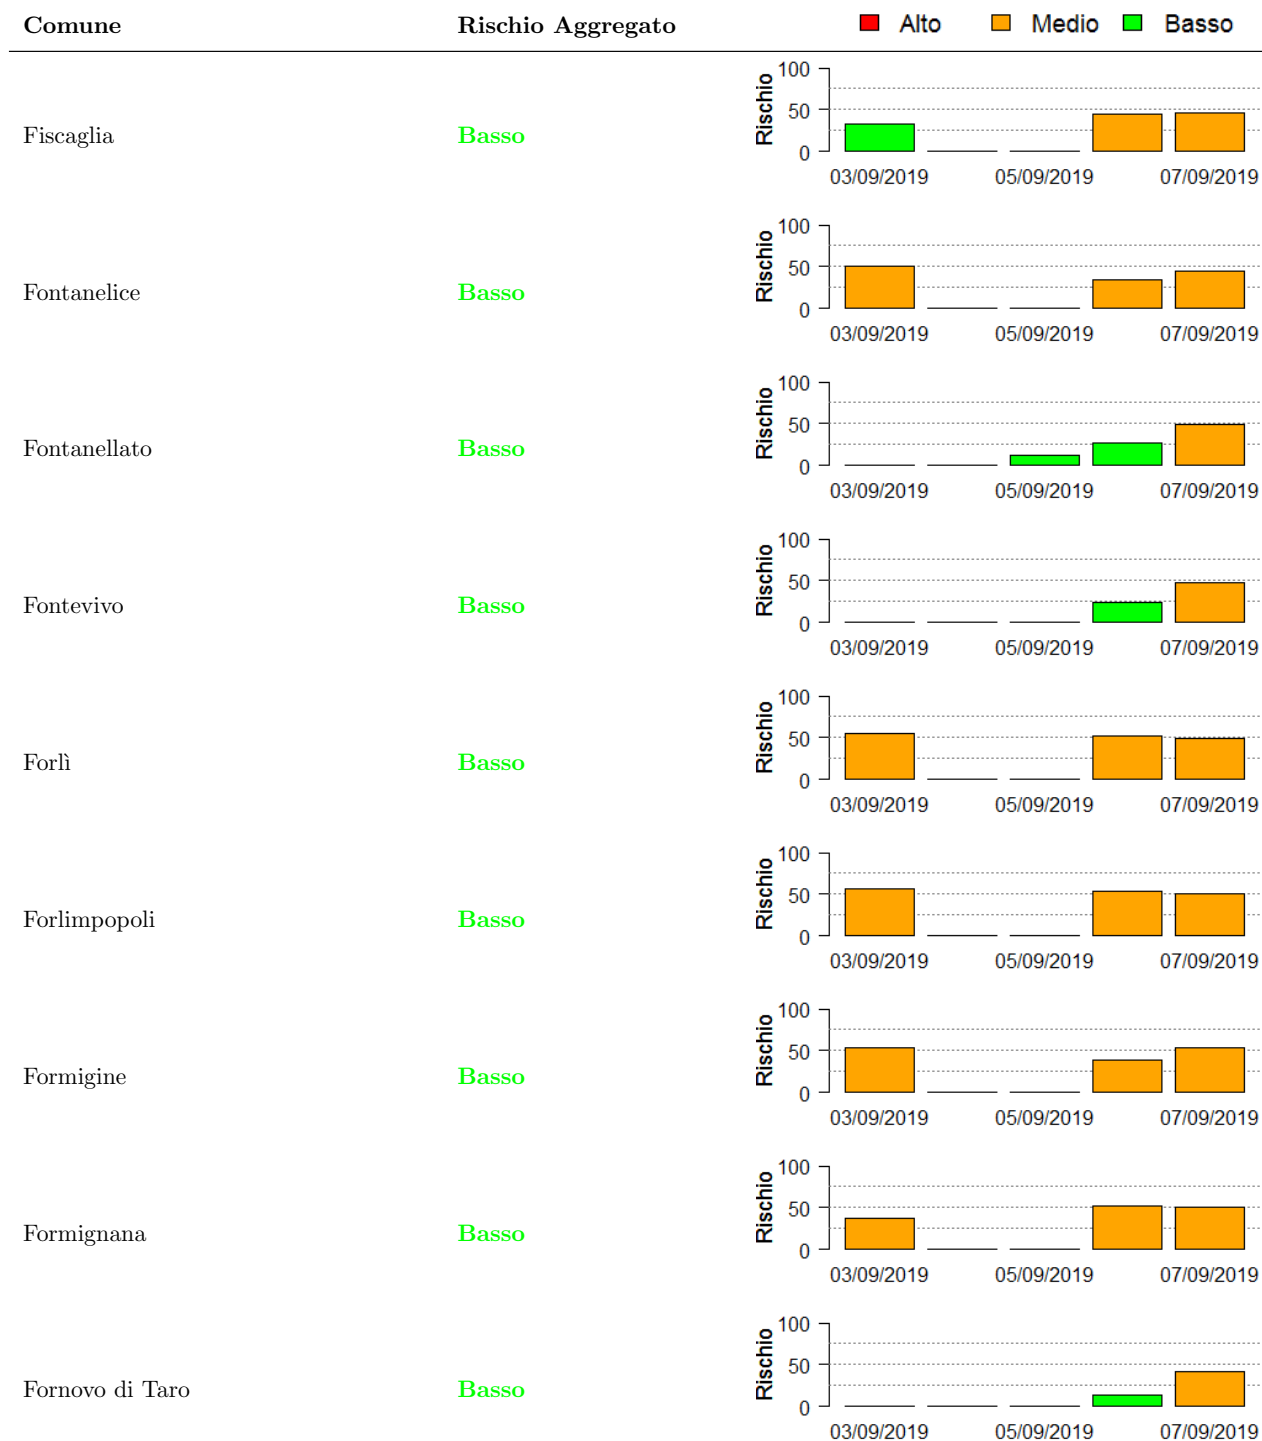 Comune Rischio Aggregato Alto Medio Basso
Fiscaglia Basso Rischio 100 50 0
03/09/2019 05/09/2019 07/09/2019
Fontanelice Basso Rischio 100 50 0
03/09/2019 05/09/2019 07/09/2019
Fontanellato Basso Rischio 100 50 0
03/09/2019 05/09/2019 07/09/2019
Fontevivo Basso Rischio 100 50 0
03/09/2019 05/09/2019 07/09/2019
Forlì Basso Rischio 100 50 0
03/09/2019 05/09/2019 07/09/2019
Forlimpopoli Basso Rischio 100 50 0
03/09/2019 05/09/2019 07/09/2019
Formigine Basso Rischio 100 50 0
03/09/2019 05/09/2019 07/09/2019
Formignana Basso Rischio 100 50 0
03/09/2019 05/09/2019 07/09/2019
Fornovo di Taro Basso Rischio 100 50 0
03/09/2019 05/09/2019 07/09/2019